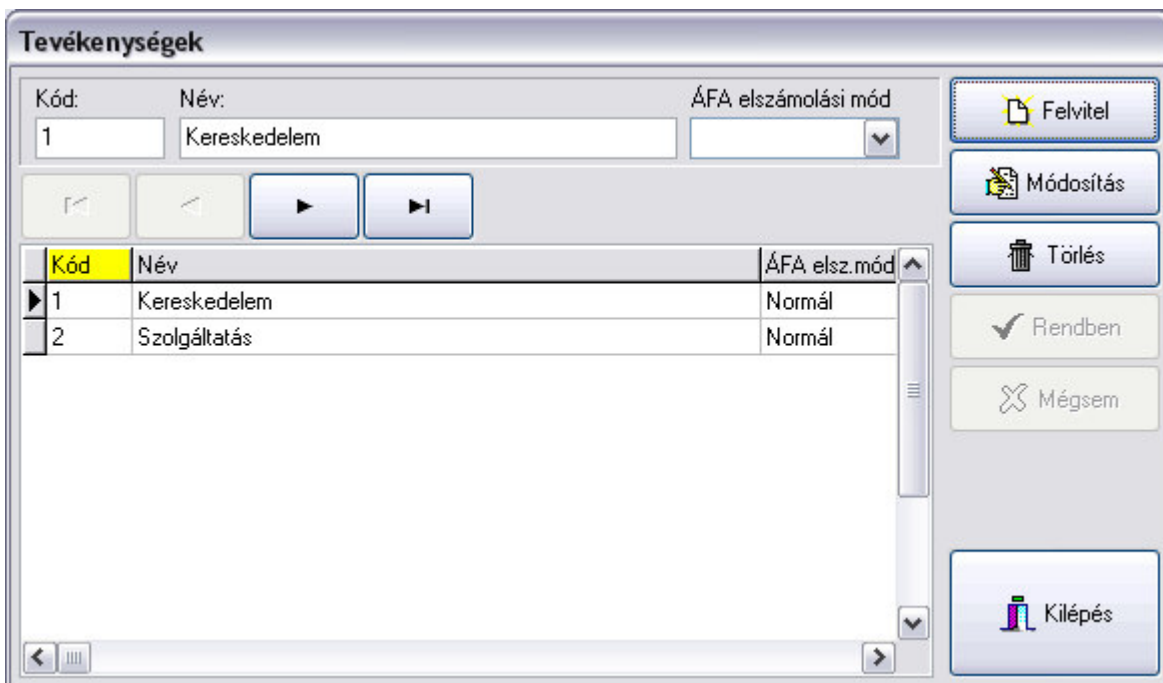 Tevékenységek
Kód: Név: ÁFA elszámolási mód
1 Kereskedelem
Felvitel
Módosítás
Törlés
Rendben
Mégsem
Kilépés
Kód Név ÁFA elsz.mód
1 Kereskedelem Normál
2 Szolgáltatás Normál